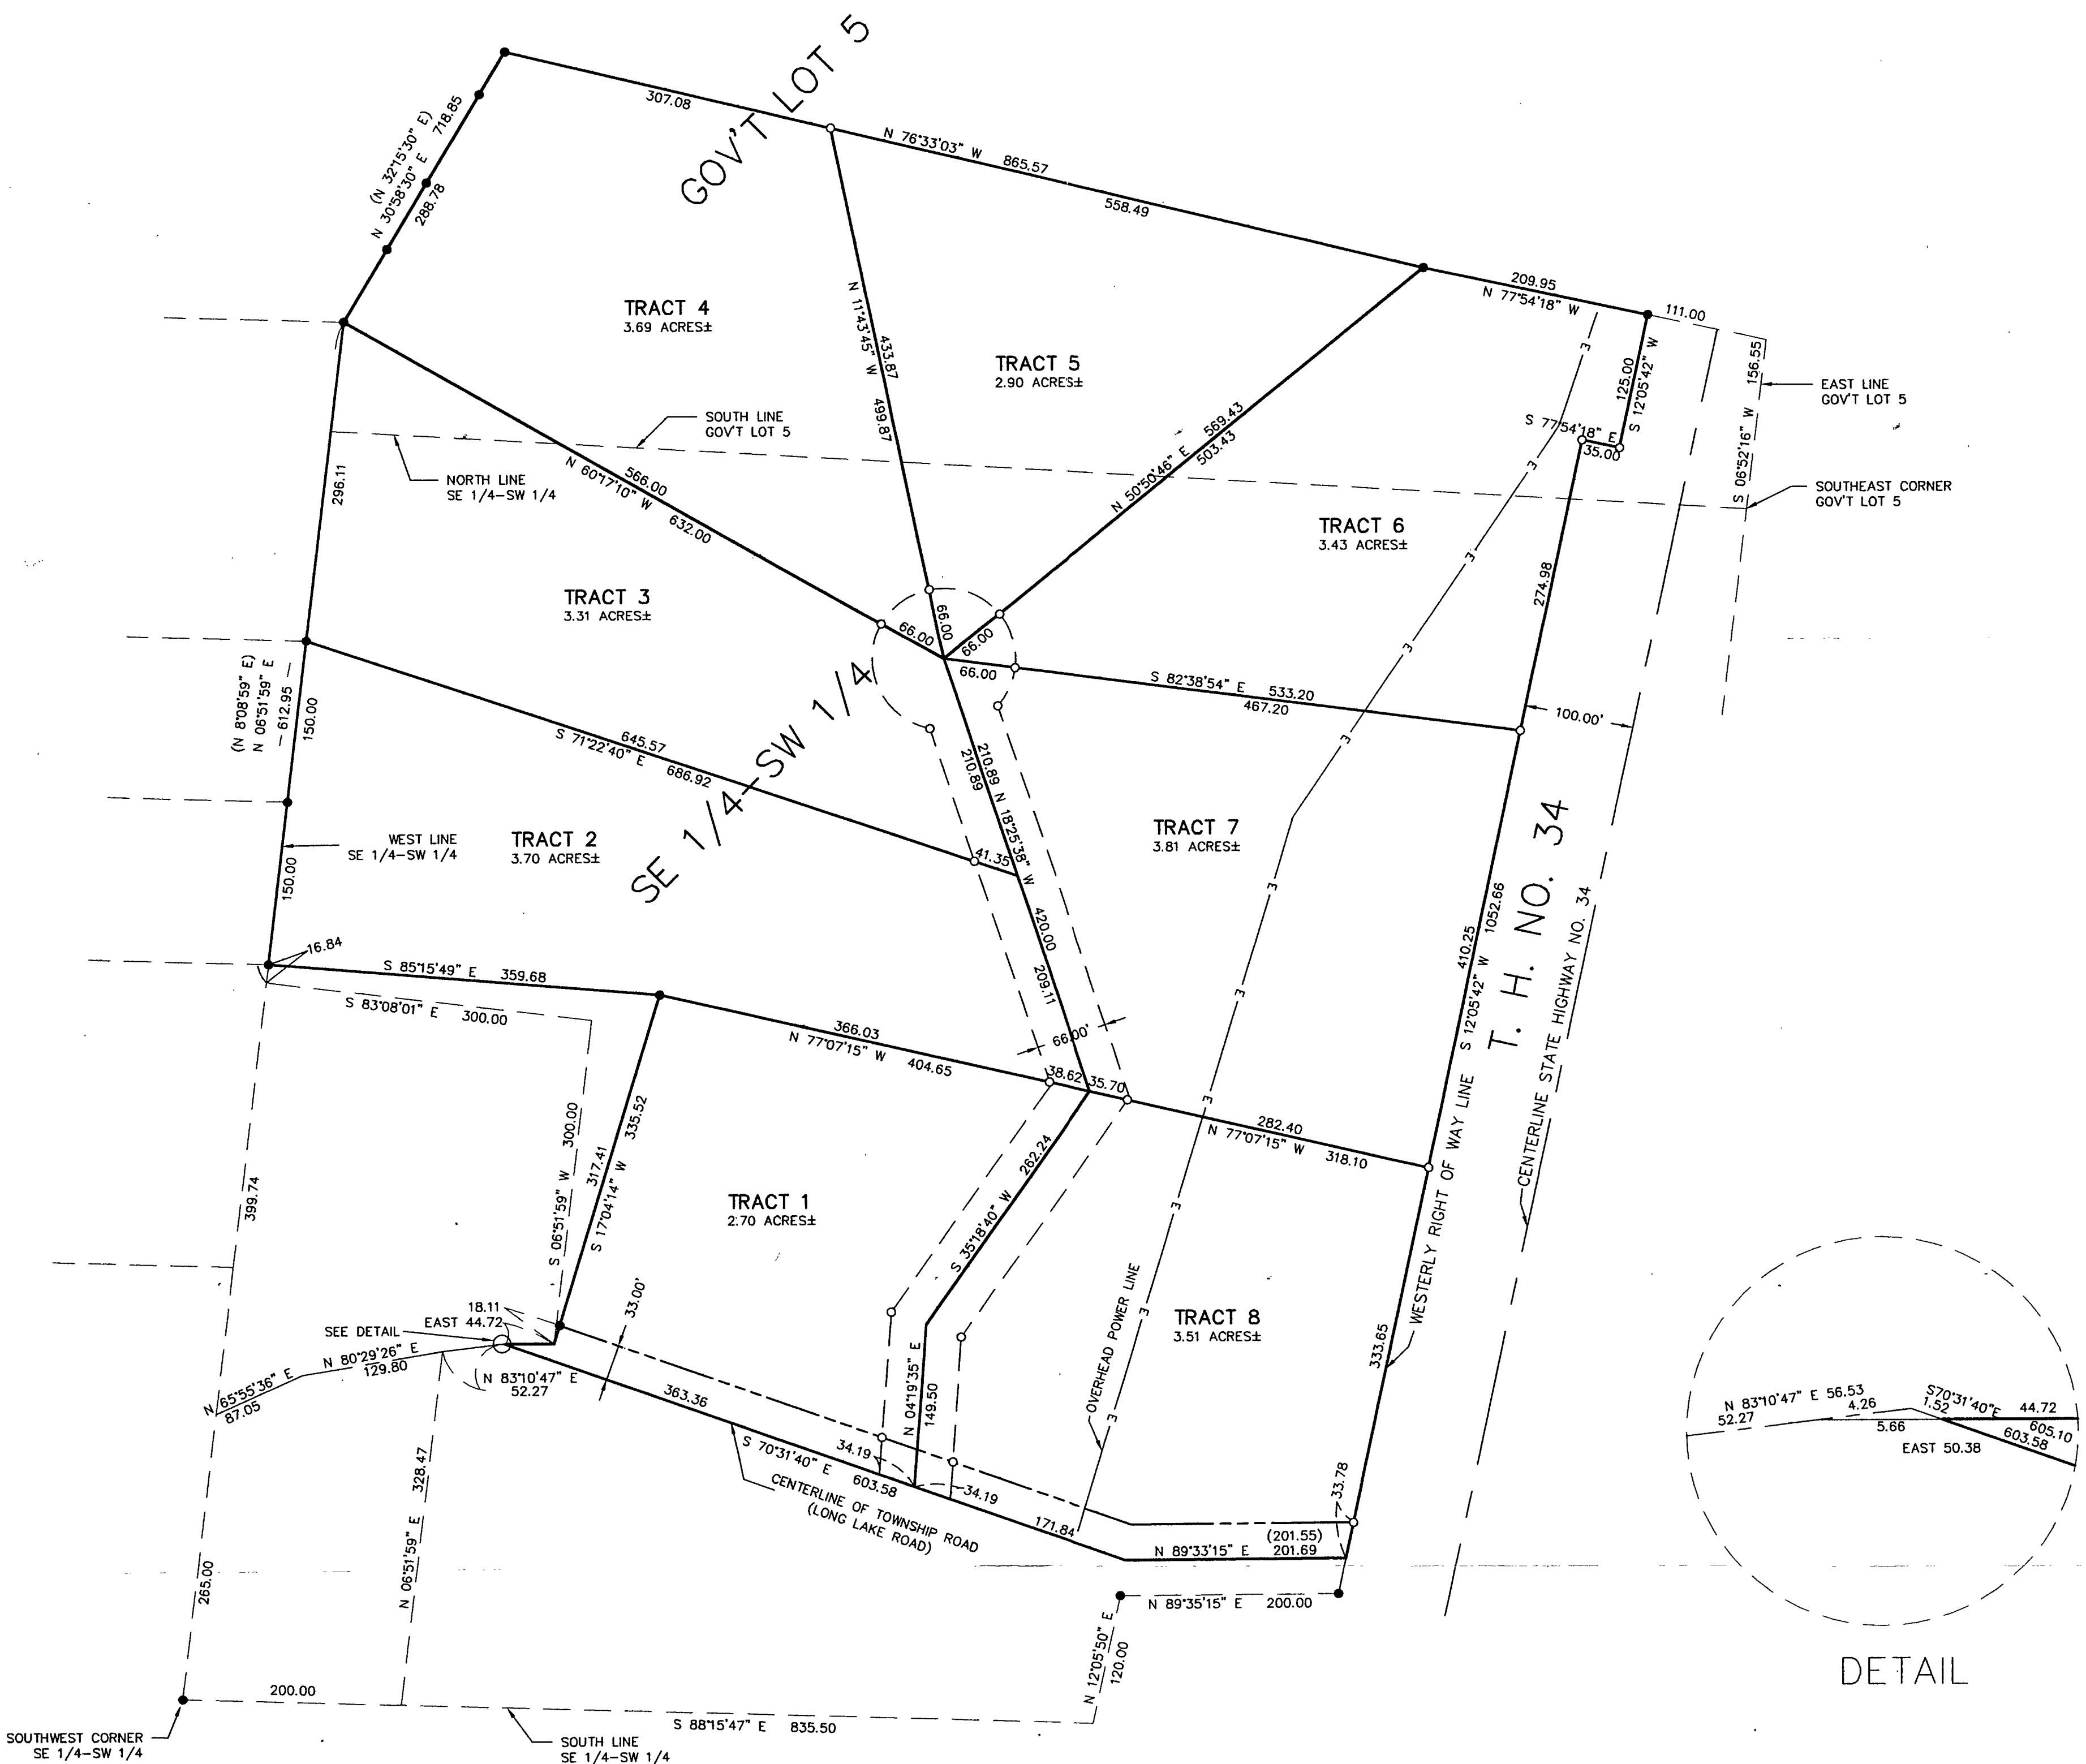 GOV'T LOT 5
307.08
N 76°33'03" W 865.57
558.49
(N 32°15'30" E)
N 30°58'30" E 718.85
288.78
209.95
N 77°54'18" W
111.00
125.00
S 12°05'42" W
S 77°54'18" E
35.00
156.55
S 06°52'16" W
EAST LINE
GOV'T LOT 5
SOUTHEAST CORNER
GOV'T LOT 5
TRACT 4
3.69 ACRES±
TRACT 5
2.90 ACRES±
N 11°43'45" W
433.87
499.87
SOUTH LINE
GOV'T LOT 5
NORTH LINE
SE 1/4-SW 1/4
566.00
N 60°17'10" W 632.00
N 50°50'46" E 569.43
503.43
TRACT 6
3.43 ACRES±
274.98
296.11
TRACT 3
3.31 ACRES±
66.00
66.00
66.00
66.00
S 82°38'54" E 533.20
467.20
100.00'
(N 8°08'59" E)
N 06°51'59" E
612.95
150.00
645.57
S 71°22'40" E 686.92
SE 1/4-SW 1/4
210.89
210.89
N 18°25'38" W
420.00
209.11
41.35
TRACT 7
3.81 ACRES±
WEST LINE
SE 1/4-SW 1/4
150.00
TRACT 2
3.70 ACRES±
T. H. NO. 34
410.25
WESTERLY RIGHT OF WAY LINE S 12°05'42" W 1052.66
CENTERLINE STATE HIGHWAY NO. 34
16.84
S 85°15'49" E 359.68
S 83°08'01" E 300.00
366.03
N 77°07'15" W 404.65
66.00'
38.62
35.70
282.40
N 77°07'15" W 318.10
S 06°51'59" W 300.00
317.41
S 17°04'14" W 335.52
TRACT 1
2.70 ACRES±
S 35°18'40" W 262.24
399.74
OVERHEAD POWER LINE
TRACT 8
3.51 ACRES±
333.65
18.11
EAST 44.72
SEE DETAIL
33.00'
N 80°29'26" E
129.80
N 65°55'36" E
87.05
(N 83°10'47" E
52.27
363.36
S 70°31'40" E 603.58
CENTERLINE OF TOWNSHIP ROAD
(LONG LAKE ROAD)
N 04°19'35" E
149.50
34.19
34.19
171.84
33.78
(201.55)
N 89°33'15" E 201.69
N 89°35'15" E 200.00
N 12°05'50" E
120.00
265.00
N 06°51'59" E 328.47
200.00
S 88°15'47" E 835.50
SOUTHWEST CORNER
SE 1/4-SW 1/4
SOUTH LINE
SE 1/4-SW 1/4
N 83°10'47" E 56.53
52.27
4.26
1.52
S70°31'40"E
44.72
5.66
605.10
603.58
EAST 50.38
DETAIL
E
E
E
E
E
E
E
E
E
E
E
E